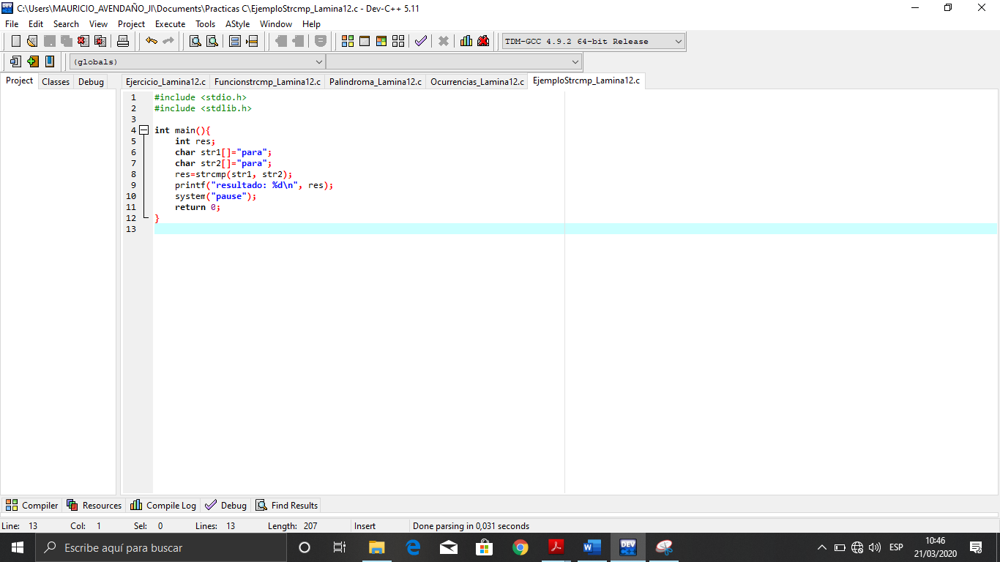 C:\Users\MAURICIO_AVENDAÑO_JI\Documents\Practicas C\EjemploStrcmp_Lamina12.c - Dev-C++ 5.11
File Edit Search View Project Execute Tools AStyle Window Help
TDM-GCC 4.9.2 64-bit Release
(globals)
Project Classes Debug
Ejercicio_Lamina12.c Funcionstrcmp_Lamina12.c Palindroma_Lamina12.c Ocurrencias_Lamina12.c EjemploStrcmp_Lamina12.c
1 #include <stdio.h>
2 #include <stdlib.h>
3
4 int main(){
5 int res;
6 char str1[]="para";
7 char str2[]="para";
8 res=strcmp(str1, str2);
9 printf("resultado: %d\n", res);
10 system("pause");
11 return 0;
12 }
13
Compiler Resources Compile Log Debug Find Results
Line: 13 Col: 1 Sel: 0 Lines: 13 Length: 207 Insert Done parsing in 0,031 seconds
Escribe aquí para buscar
ESP
10:46
21/03/2020